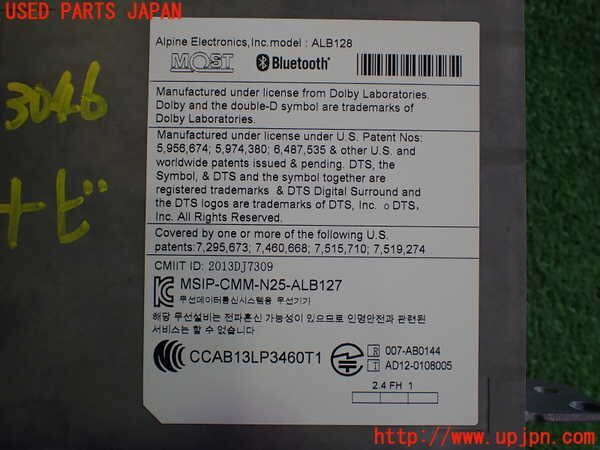 USED PARTS JAPAN
Alpine Electronics,Inc.model : ALB128
MOST Bluetooth®
3046
ナビ
Manufactured under license from Dolby Laboratories.
Dolby and the double-D symbol are trademarks of
Dolby Laboratories.
Manufactured under license under U.S. Patent Nos:
5,956,674; 5,974,380; 6,487,535 & other U.S. and
worldwide patents issued & pending. DTS, the
Symbol, & DTS and the symbol together are
registered trademarks & DTS Digital Surround and
the DTS logos are trademarks of DTS, Inc. o DTS,
Inc. All Rights Reserved.
Covered by one or more of the following U.S.
patents:7,295,673; 7,460,668; 7,515,710; 7,519,274
CMIIT ID: 2013DJ7309
MSIP-CMM-N25-ALB127
무선데이터통신시스템용 무선기기
해당 무선설비는 전파혼신 가능성이 있으므로 인명안전과 관련된
서비스는 할 수 없습니다.
CCAB13LP3460T1
R 007-AB0144
T AD12-0108005
2.4 FH 1
http://www.upjpn.com/